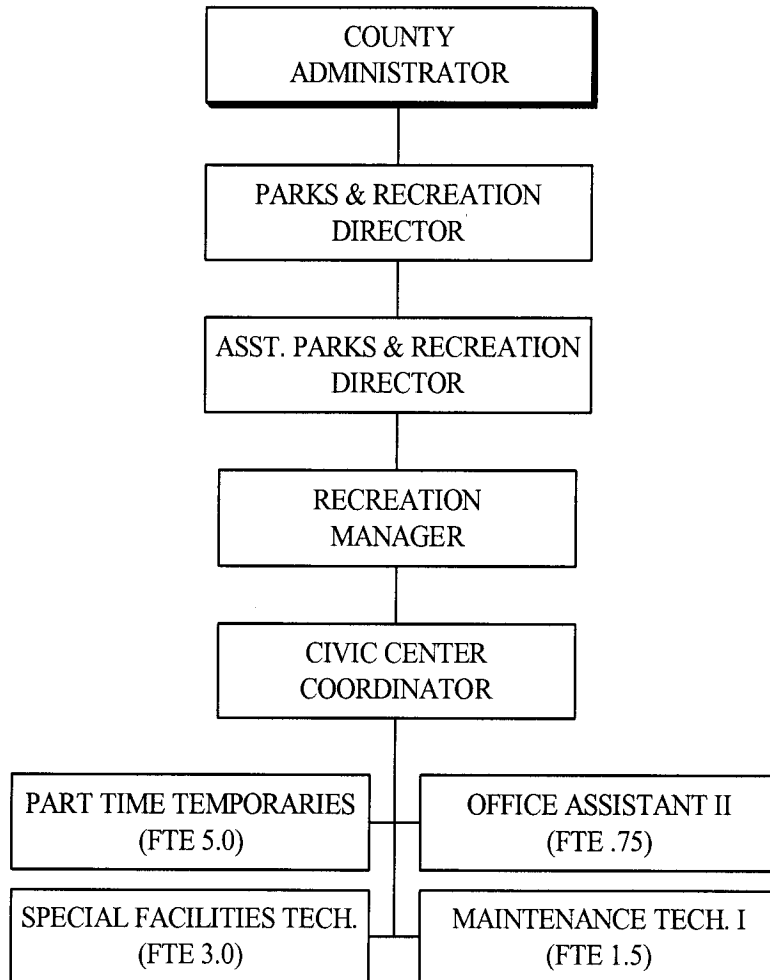 COUNTY
ADMINISTRATOR
PARKS & RECREATION
DIRECTOR
ASST. PARKS & RECREATION
DIRECTOR
RECREATION
MANAGER
CIVIC CENTER
COORDINATOR
PART TIME TEMPORARIES
(FTE 5.0)
OFFICE ASSISTANT II
(FTE .75)
SPECIAL FACILITIES TECH.
(FTE 3.0)
MAINTENANCE TECH. I
(FTE 1.5)